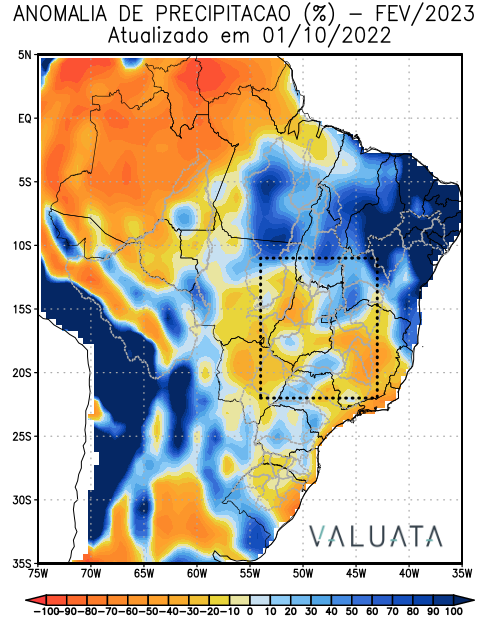 ANOMALIA DE PRECIPITACAO (%) – FEV/2023
Atualizado em 01/10/2022
5N
EQ
5S
10S
15S
20S
25S
30S
35S
75W 70W 65W 60W 55W 50W 45W 40W 35W
VALUATA
−100−90−80−70−60−50−40−30−20−10 0 10 20 30 40 50 60 70 80 90 100